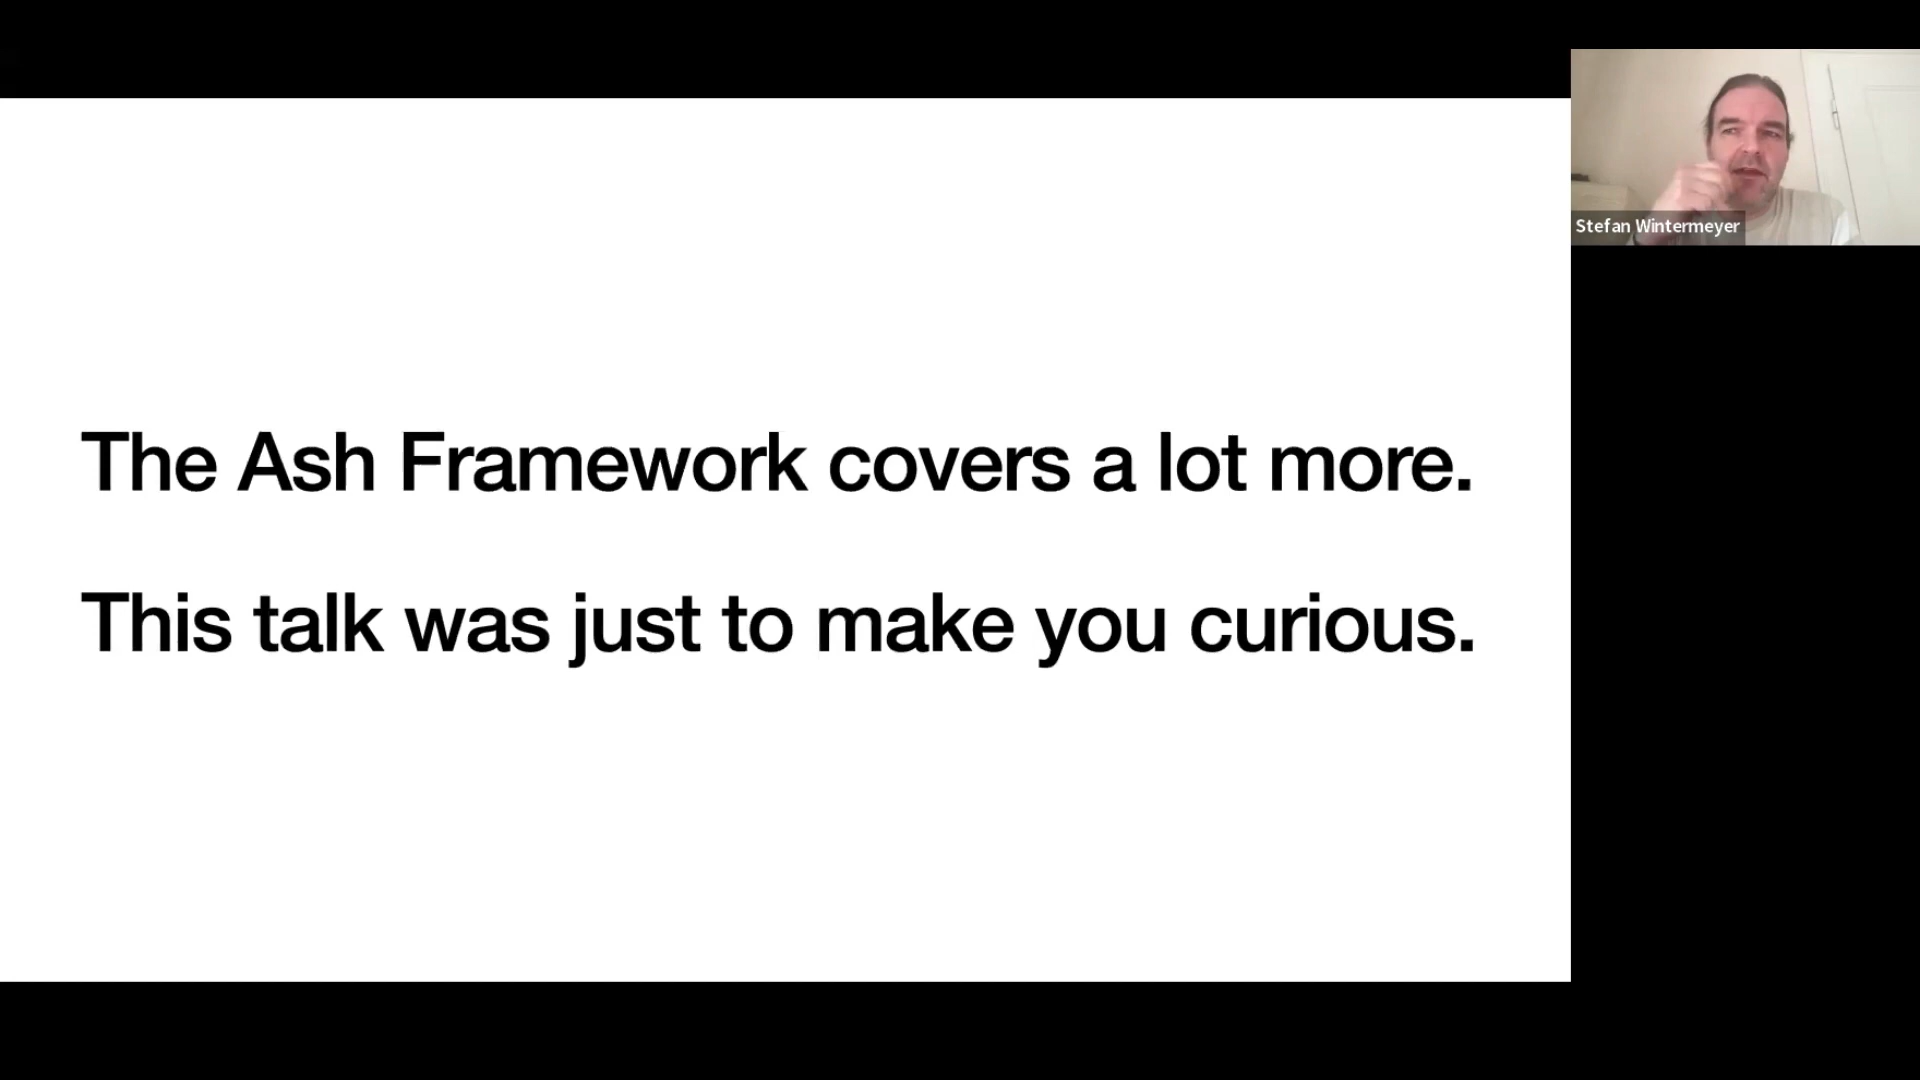 The Ash Framework covers a lot more.
This talk was just to make you curious.
Stefan Wintermeyer